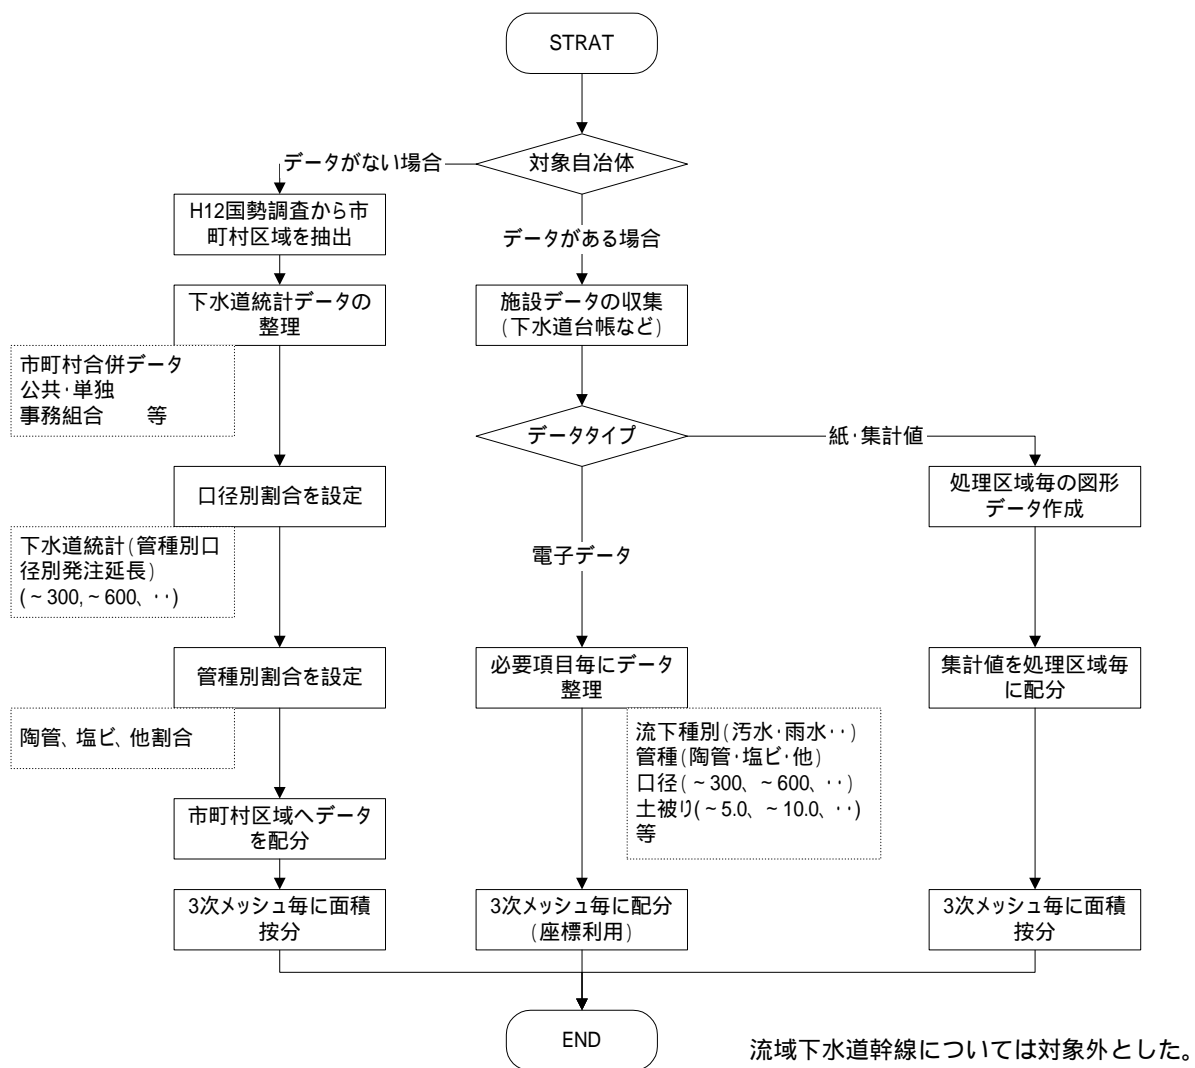 STRAT
対象自治体
データがない場合
H12国勢調査から市
町村区域を抽出
データがある場合
下水道統計データの
整理
施設データの収集
(下水道台帳など)
市町村合併データ
公共・単独
事務組合　　等
データタイプ
紙・集計値
口径別割合を設定
処理区域毎の図形
データ作成
下水道統計(管種別口
径別発注延長)
(~300,~600、‥)
電子データ
管種別割合を設定
必要項目毎にデータ
整理
集計値を処理区域毎
に配分
陶管、塩ビ、他割合
流下種別(汚水・雨水‥)
管種(陶管・塩ビ・他)
口径(~300、~600、‥)
土被り(~5.0、~10.0、‥)
等
市町村区域へデータ
を配分
3次メッシュ毎に面積
按分
3次メッシュ毎に配分
(座標利用)
3次メッシュ毎に面積
按分
END
流域下水道幹線については対象外とした。